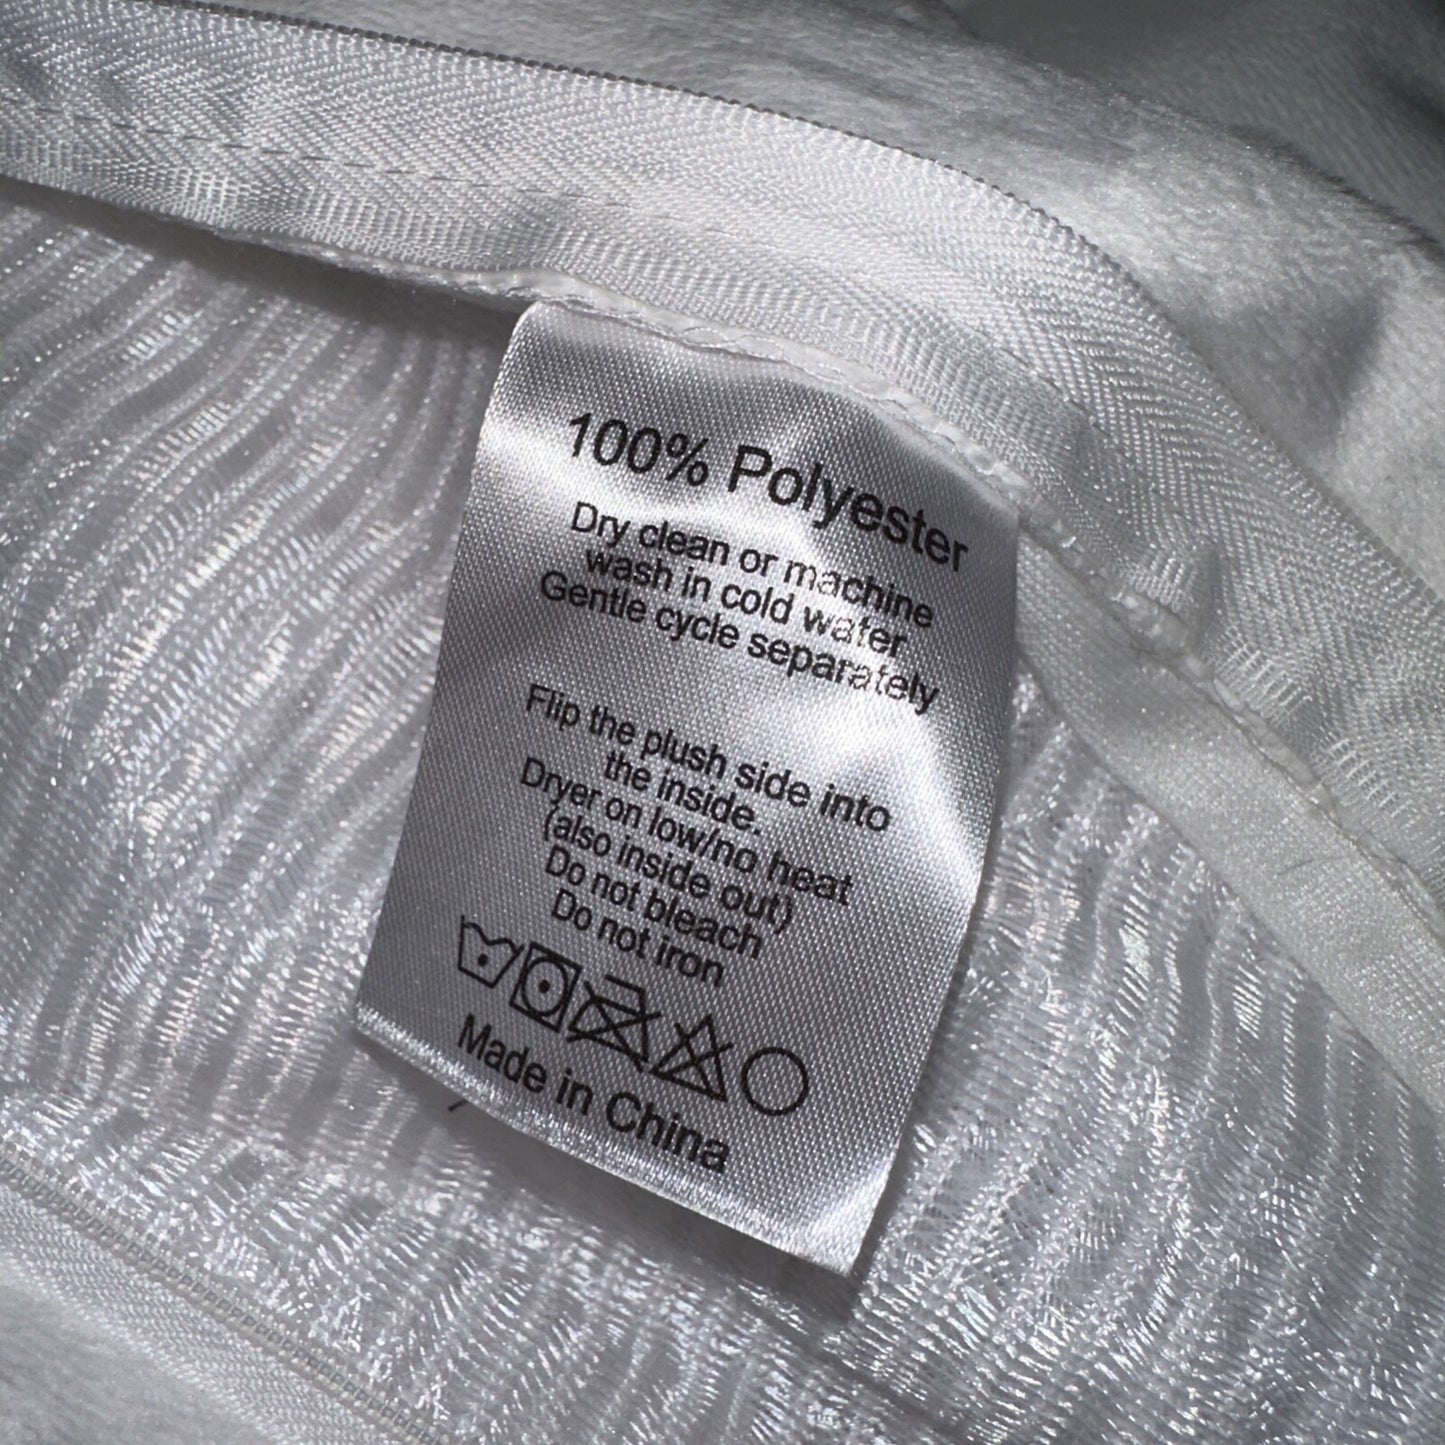 100% Polyester
Dry clean or machine
wash in cold water
Gentle cycle separately
Flip the plush side into
the inside.
Dryer on low/no heat
(also inside out)
Do not bleach
Do not iron
Made in China